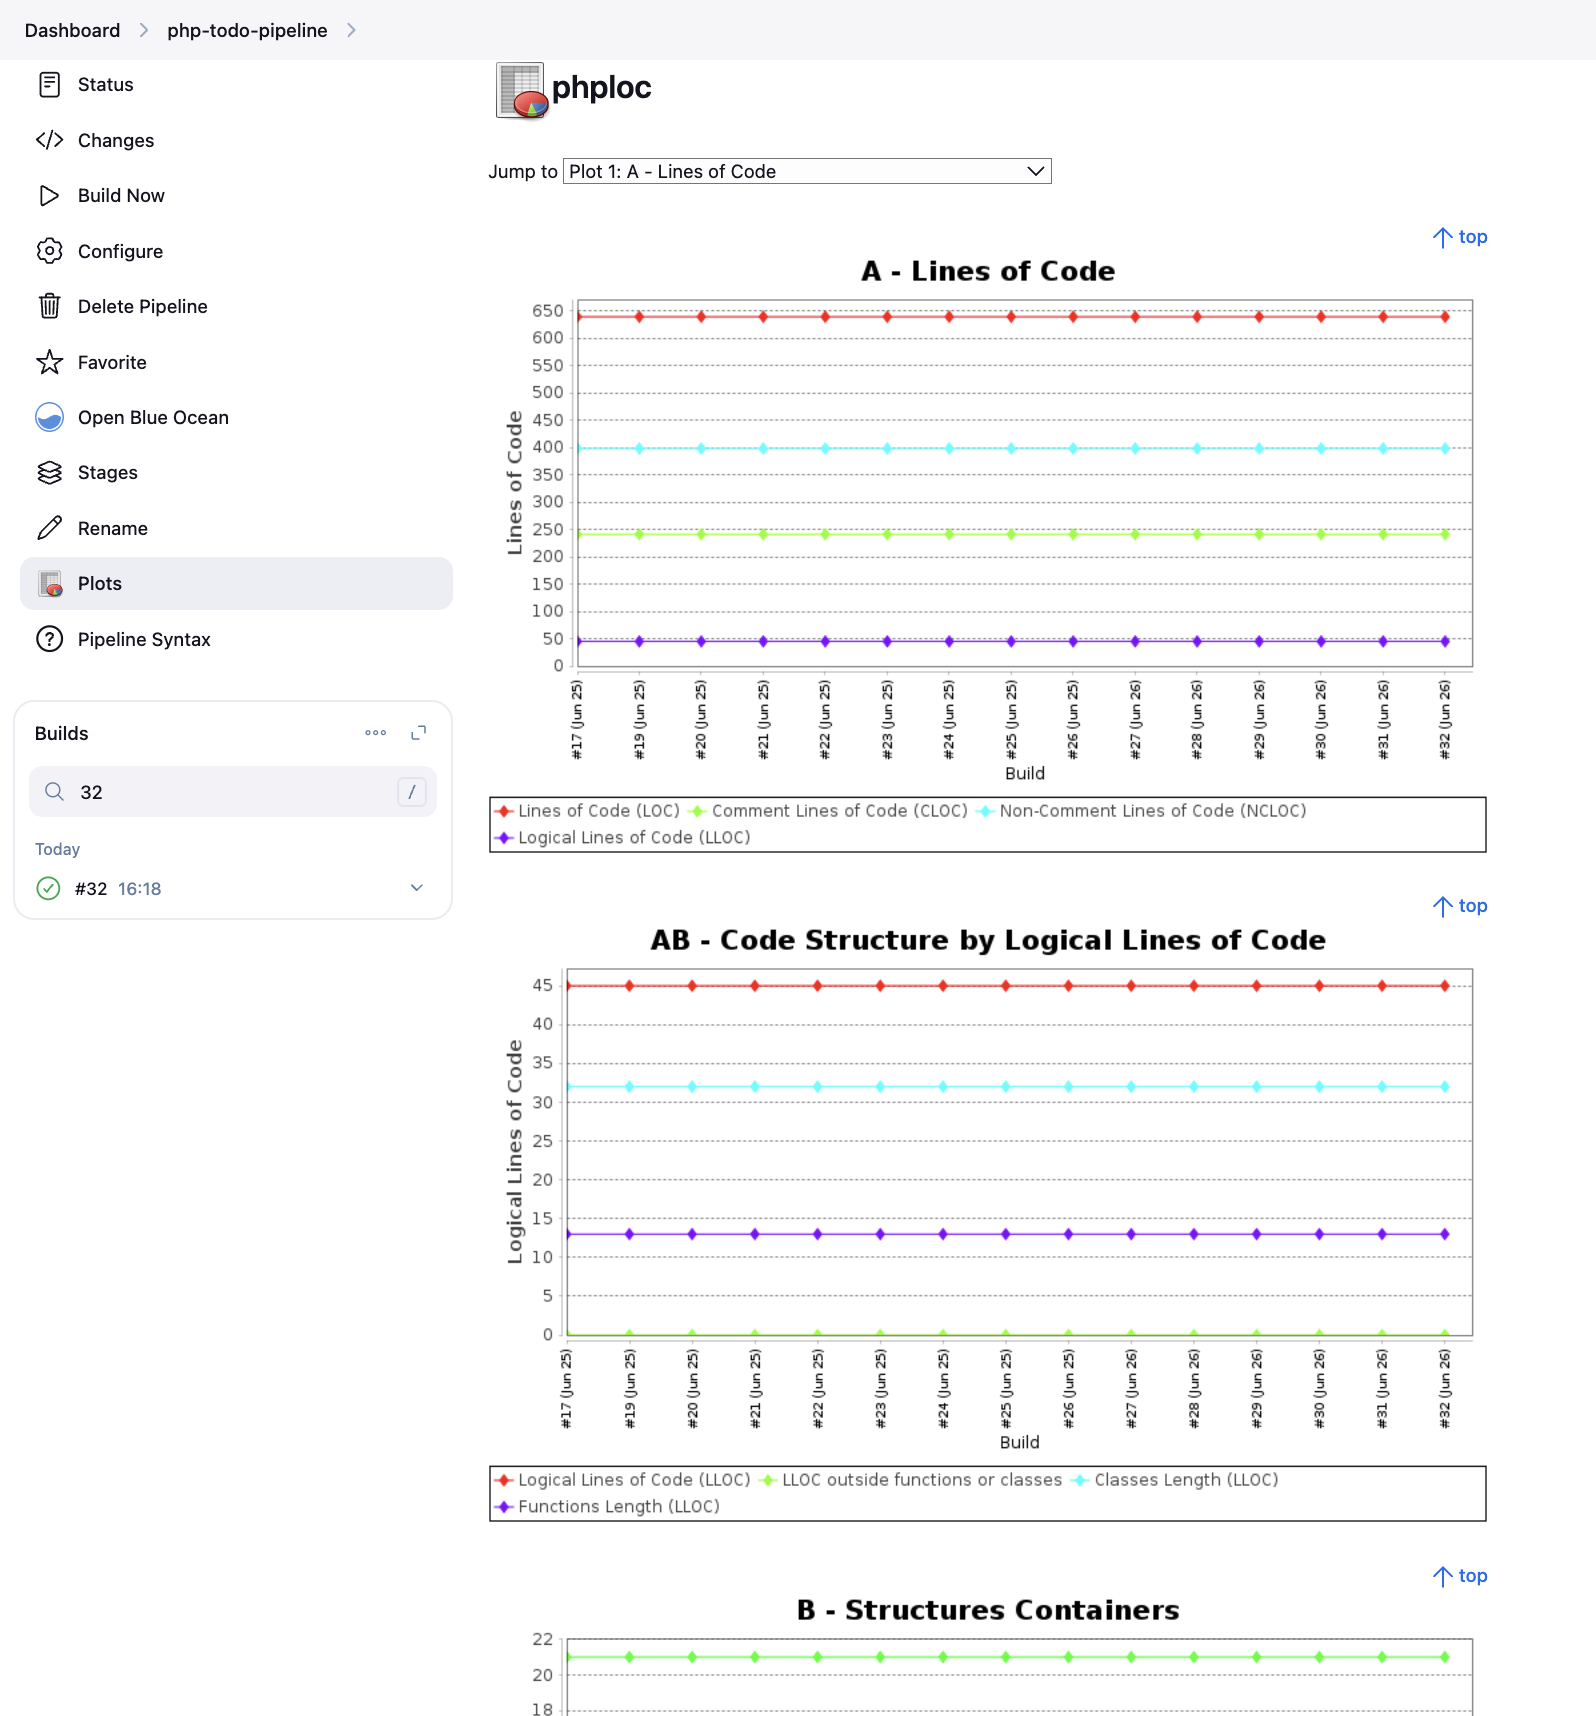 Dashboard
php-todo-pipeline
Status
Changes
Build Now
Configure
Delete Pipeline
Favorite
Open Blue Ocean
Stages
Rename
Plots
Pipeline Syntax
Builds
32
/
Today
#32 16:18
phploc
Jump to Plot 1: A - Lines of Code
top
A - Lines of Code
Lines of Code
650
600
550
500
450
400
350
300
250
200
150
100
50
0
#17 (Jun 25)
#19 (Jun 25)
#20 (Jun 25)
#21 (Jun 25)
#22 (Jun 25)
#23 (Jun 25)
#24 (Jun 25)
#25 (Jun 25)
#26 (Jun 25)
#27 (Jun 26)
#28 (Jun 26)
#29 (Jun 26)
#30 (Jun 26)
#31 (Jun 26)
#32 (Jun 26)
Build
Lines of Code (LOC) Comment Lines of Code (CLOC) Non-Comment Lines of Code (NCLOC)
Logical Lines of Code (LLOC)
top
AB - Code Structure by Logical Lines of Code
Logical Lines of Code
45
40
35
30
25
20
15
10
5
0
#17 (Jun 25)
#19 (Jun 25)
#20 (Jun 25)
#21 (Jun 25)
#22 (Jun 25)
#23 (Jun 25)
#24 (Jun 25)
#25 (Jun 25)
#26 (Jun 25)
#27 (Jun 26)
#28 (Jun 26)
#29 (Jun 26)
#30 (Jun 26)
#31 (Jun 26)
#32 (Jun 26)
Build
Logical Lines of Code (LLOC) LLOC outside functions or classes Classes Length (LLOC)
Functions Length (LLOC)
top
B - Structures Containers
22
20
18